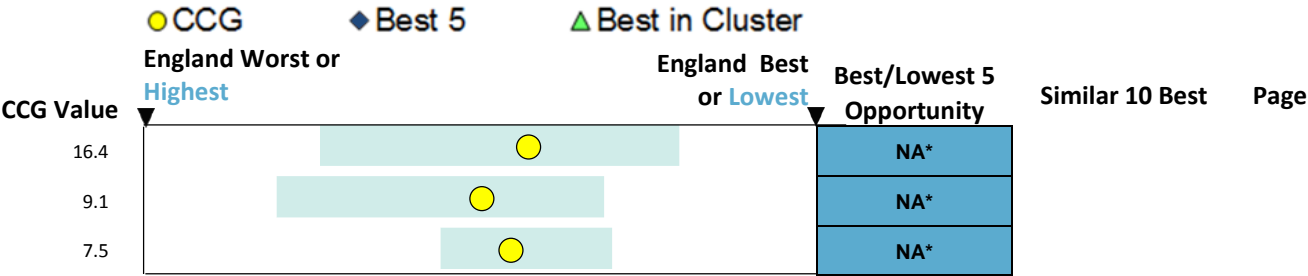 CCG Best 5 Best in Cluster
England Worst or
Highest
England Best
or Lowest
Best/Lowest 5
Opportunity
CCG Value
Similar 10 Best
Page
16.4 NA*
9.1 NA*
7.5 NA*